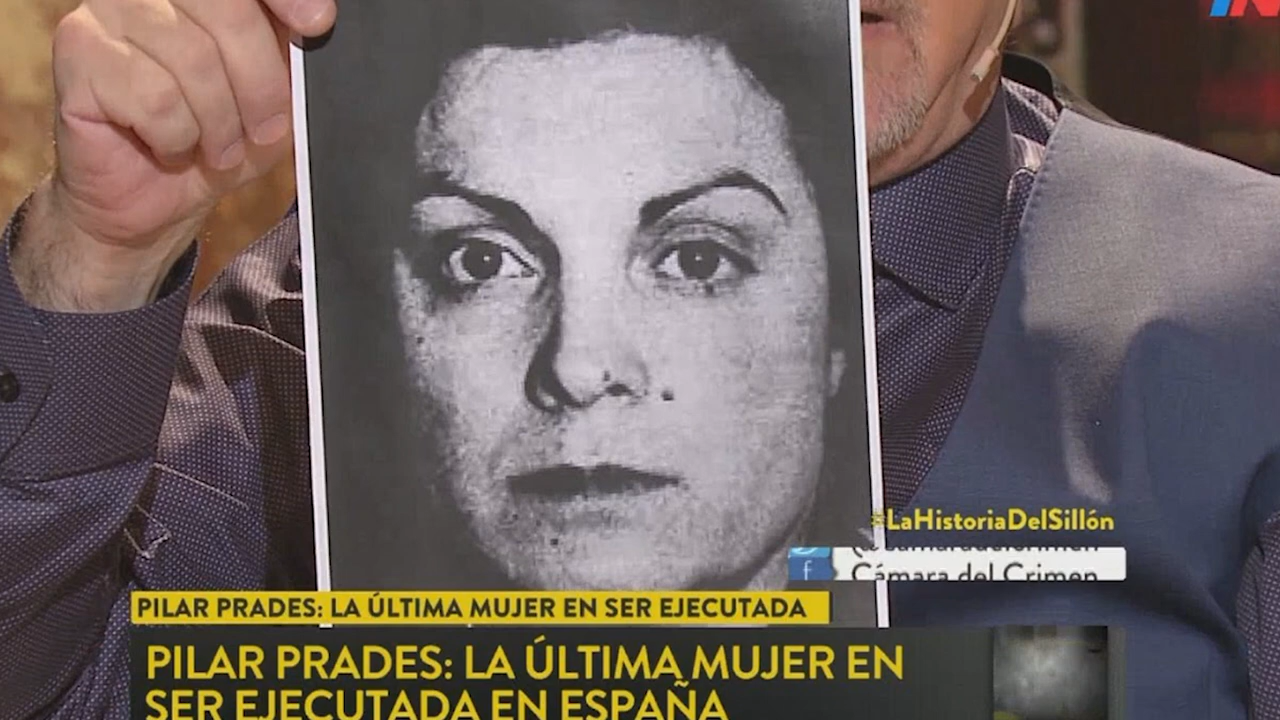 #LaHistoriaDelSillón
Cámara del Crimen
PILAR PRADES: LA ÚLTIMA MUJER EN SER EJECUTADA
PILAR PRADES: LA ÚLTIMA MUJER EN
SER EJECUTADA EN ESPAÑA